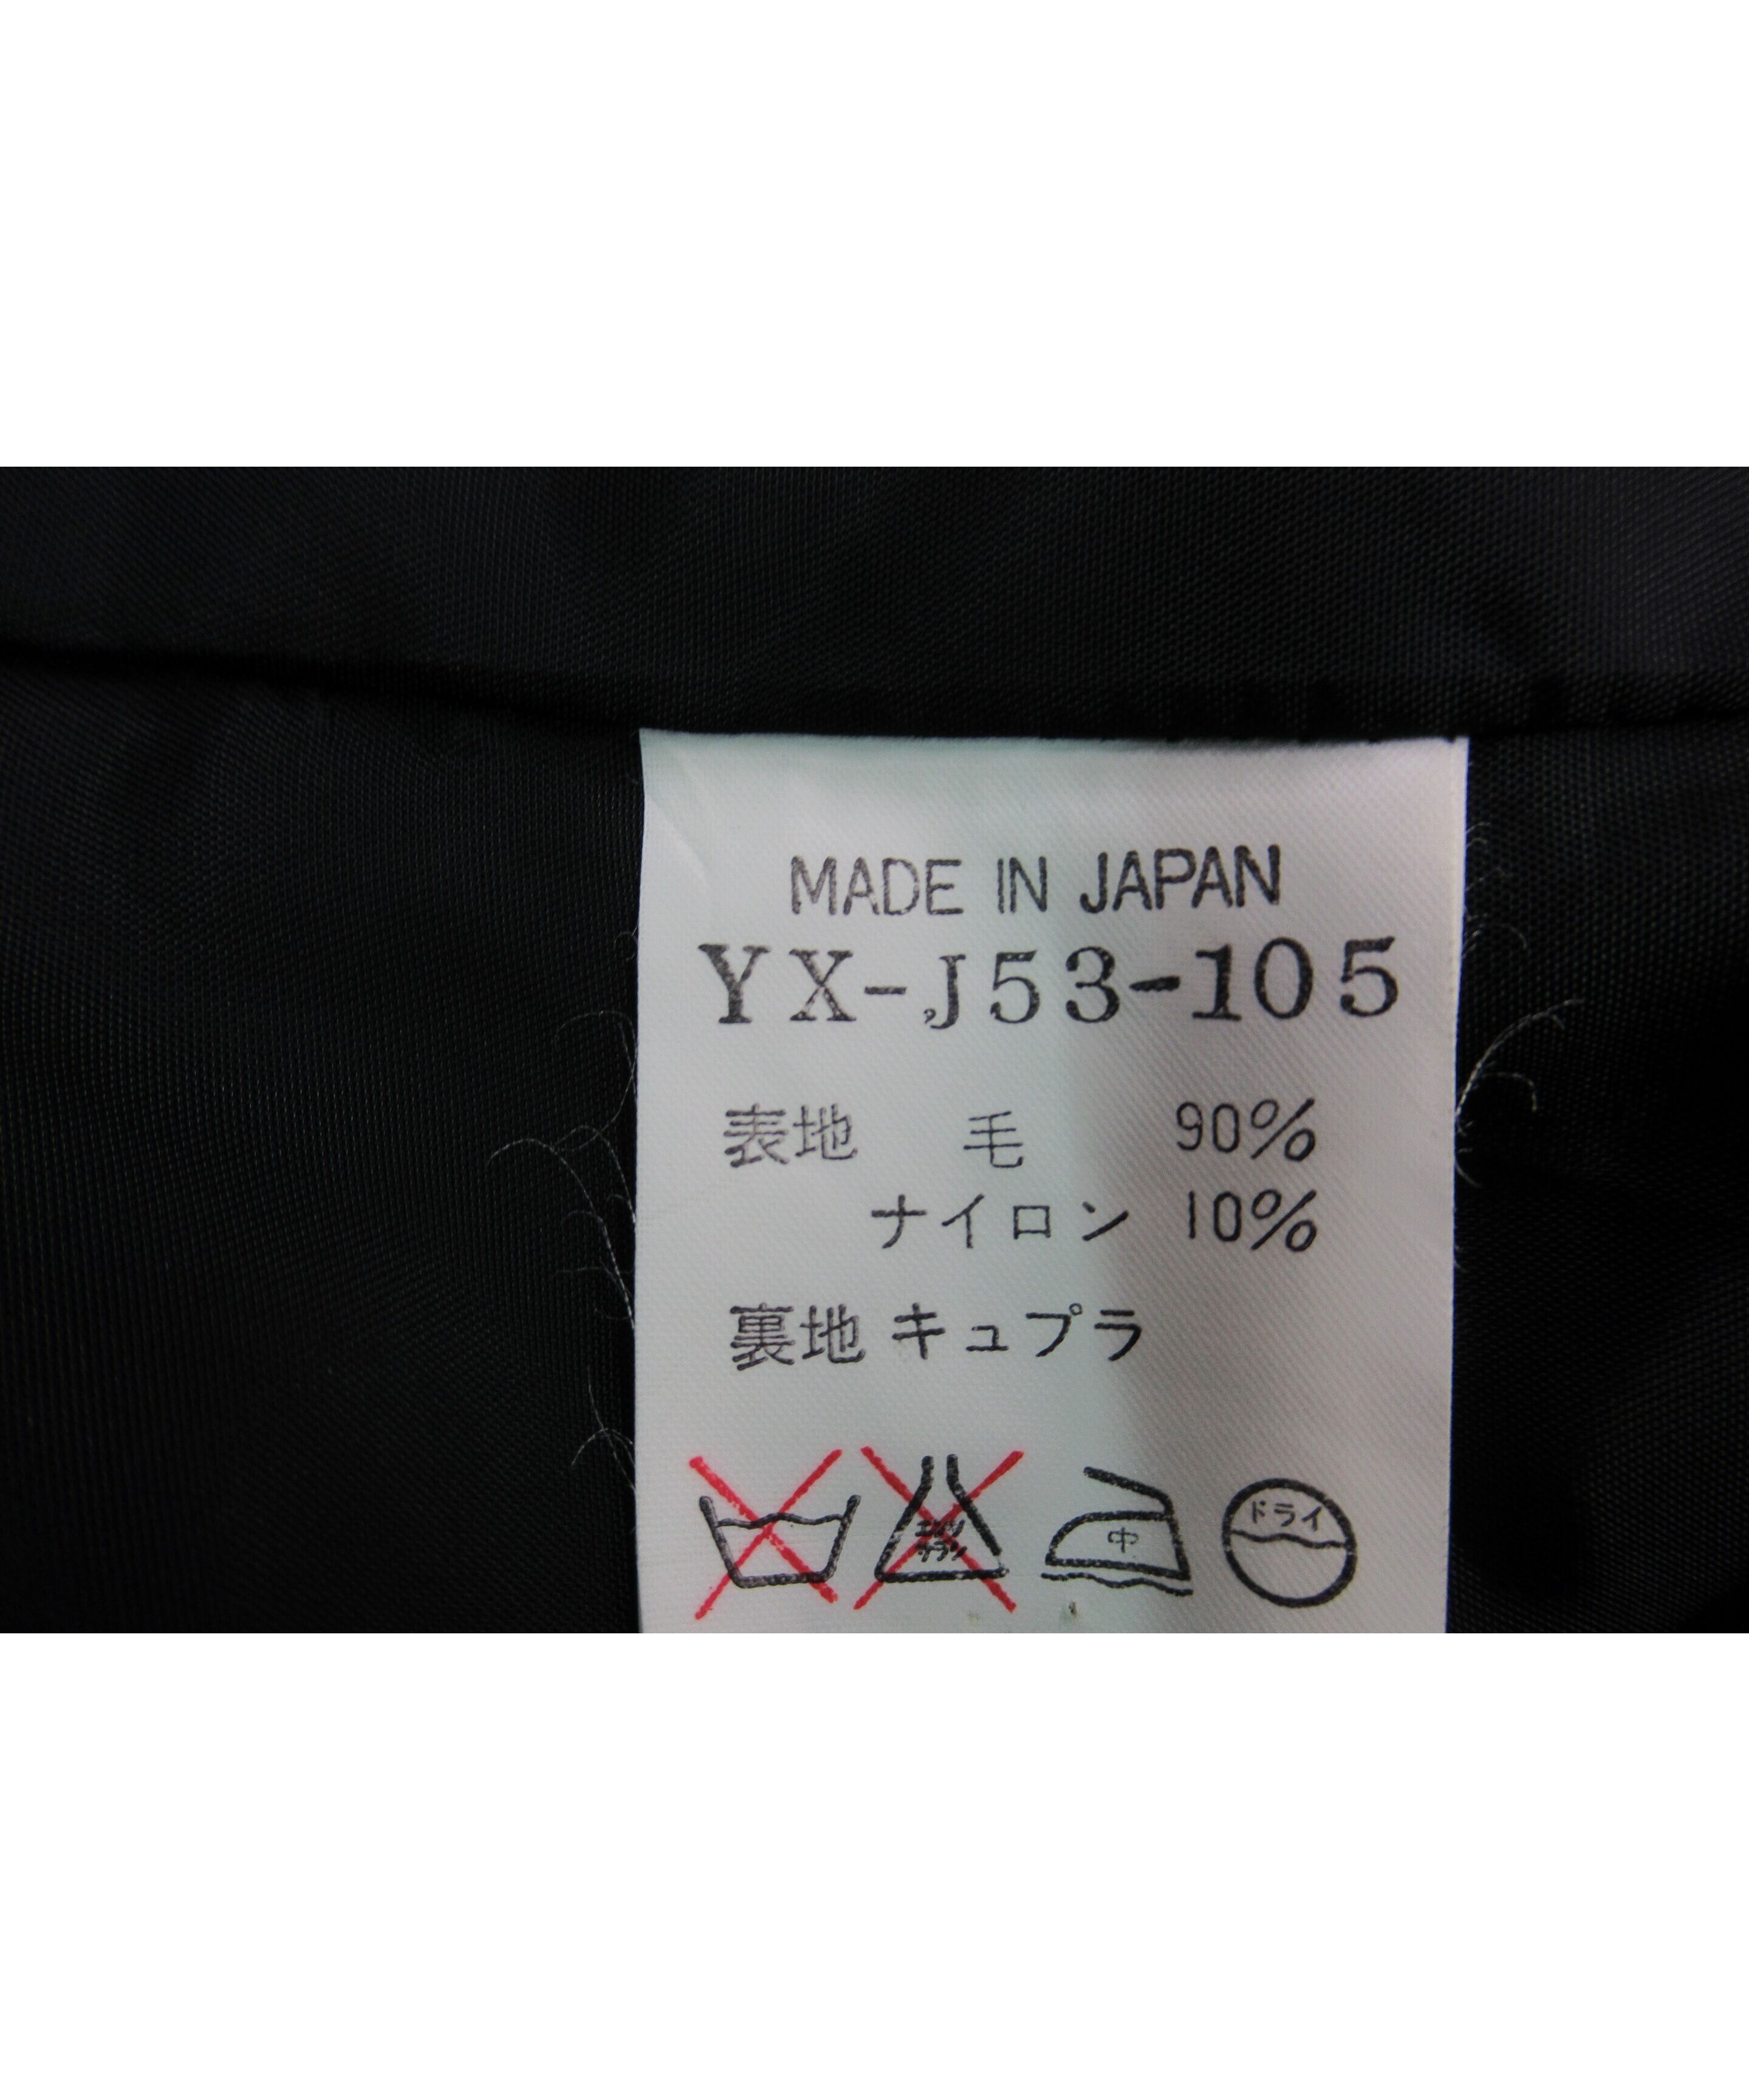 MADE IN JAPAN
YX-J53-105
表地 毛 90%
ナイロン 10%
裏地 キュプラ
中 ドライ